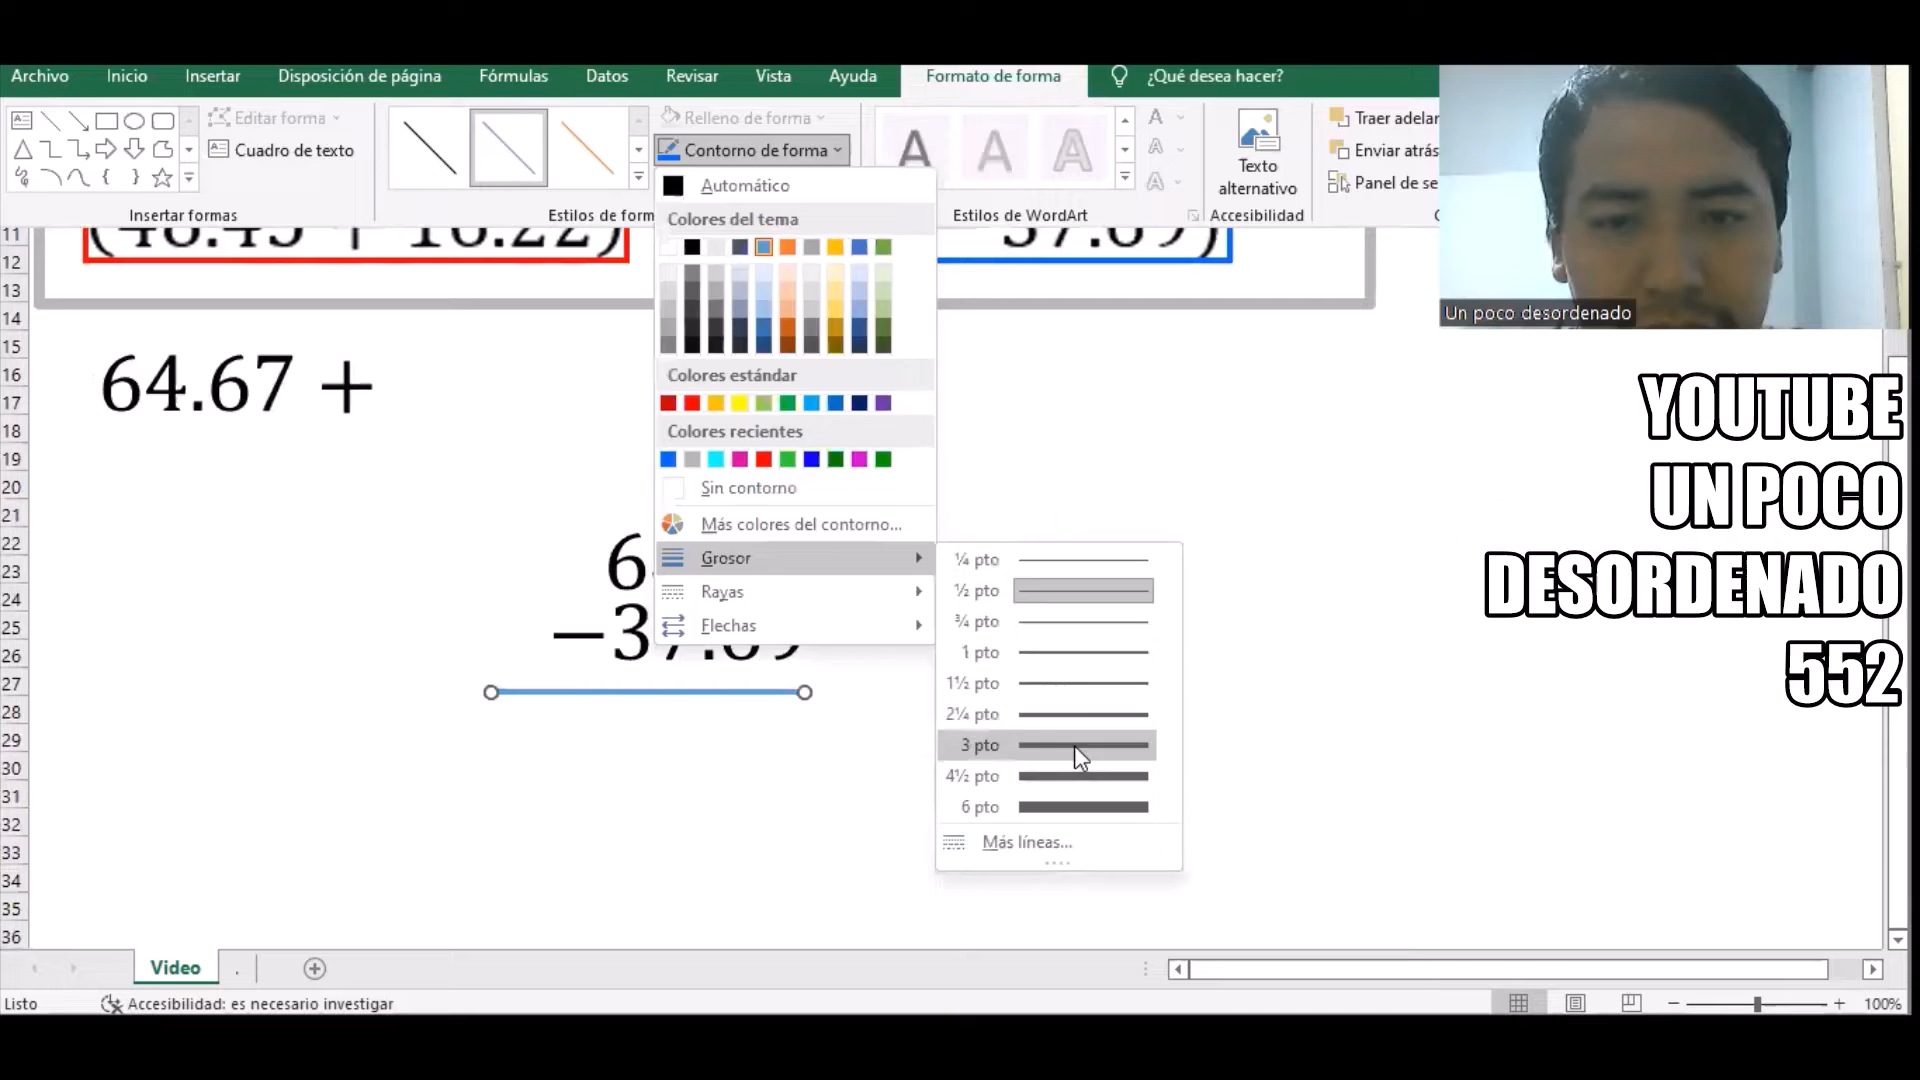 Archivo Inicio Insertar Disposición de página Fórmulas Datos Revisar Vista Ayuda Formato de forma ¿Qué desea hacer?
Editar forma
Cuadro de texto
Insertar formas
Relleno de forma
Contorno de forma
Estilos de form
A A A
Estilos de WordArt
Texto
alternativo
Accesibilidad
Traer adelan
Enviar atrás
Panel de se
Un poco desordenado
Automático
Colores del tema
Colores estándar
Colores recientes
Sin contorno
Más colores del contorno...
Grosor
Rayas
Flechas
¼ pto
½ pto
¾ pto
1 pto
1½ pto
2¼ pto
3 pto
4½ pto
6 pto
Más líneas...
11
12
13
14
15
16
17
18
19
20
21
22
23
24
25
26
27
28
29
30
31
32
33
34
35
36
64.67 +
YOUTUBE
UN POCO
DESORDENADO
552
Video .
Listo Accesibilidad: es necesario investigar 100%